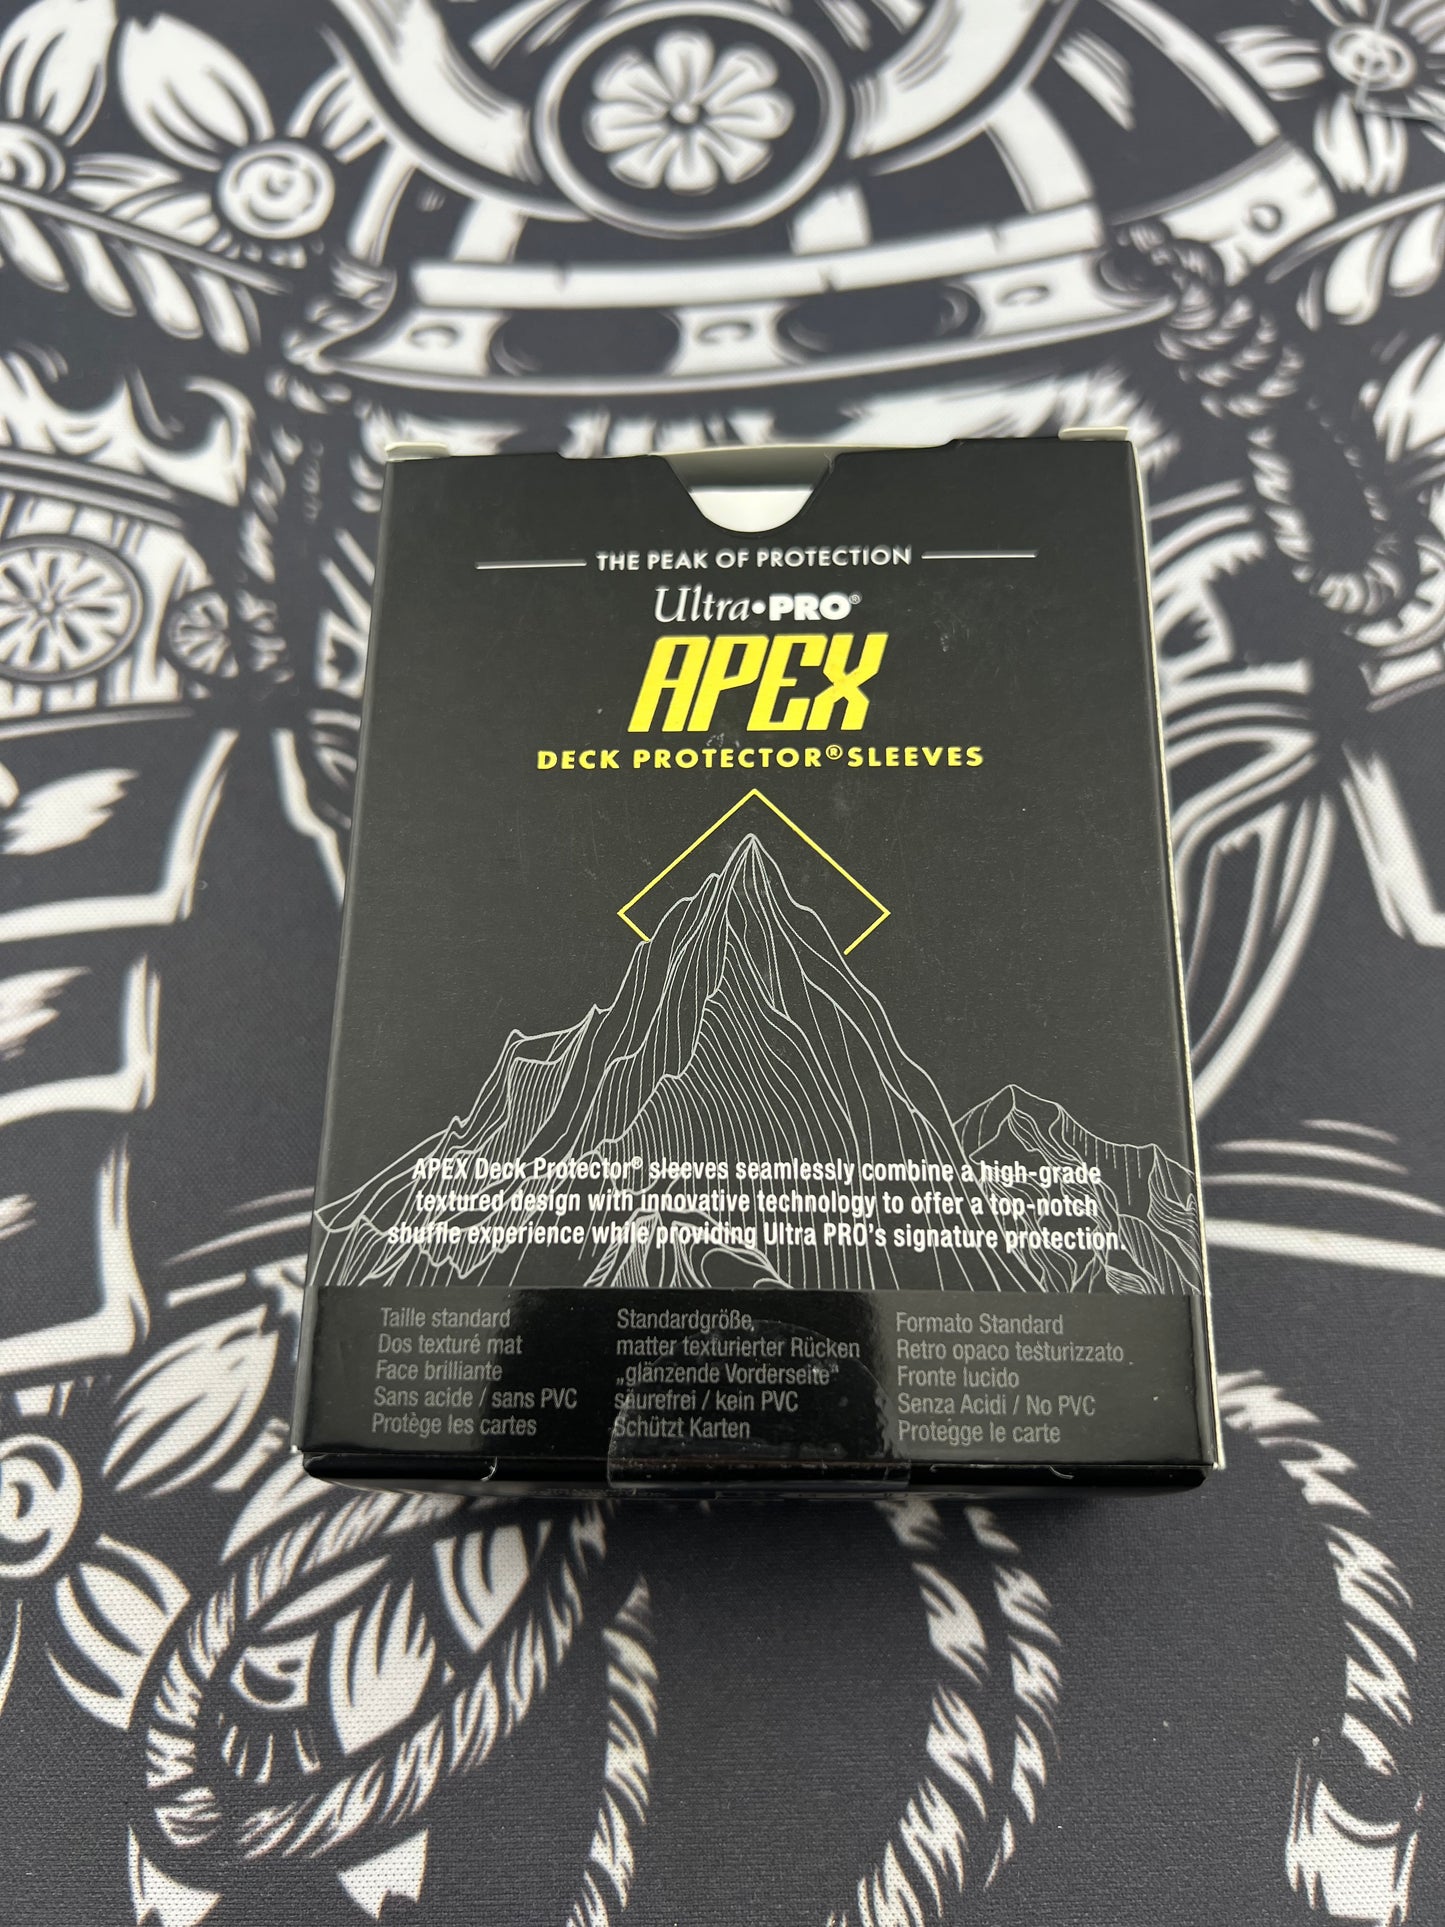 THE PEAK OF PROTECTION
Ultra•PRO®
APEX
DECK PROTECTOR® SLEEVES
APEX Deck Protector® sleeves seamlessly combine a high-grade
textured design with innovative technology to offer a top-notch
shuffle experience while providing Ultra PRO's signature protection.
Taille standard
Dos texturé mat
Face brilliante
Sans acide / sans PVC
Protège les cartes
Standardgröße,
matter texturierter Rücken
„glänzende Vorderseite"
säurefrei / kein PVC
Schützt Karten
Formato Standard
Retro opaco testurizzato
Fronte lucido
Senza Acidi / No PVC
Protegge le carte